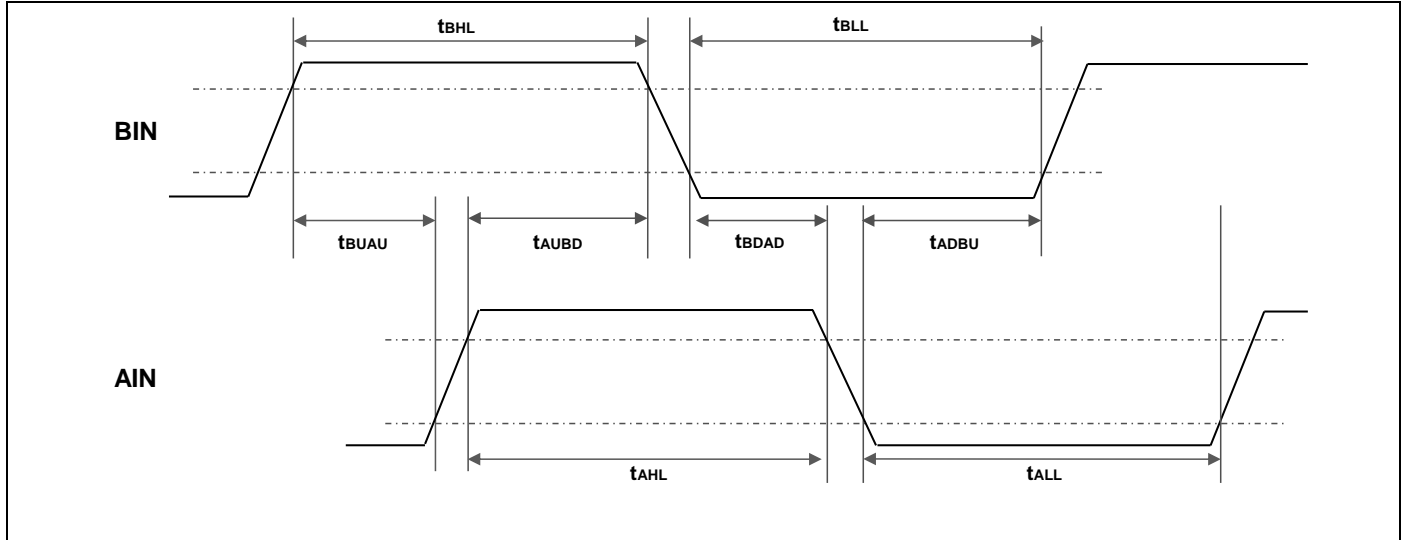 tBHL
tBLL
BIN
tBUAU
tAUBD
tBDAD
tADBU
AIN
tAHL
tALL